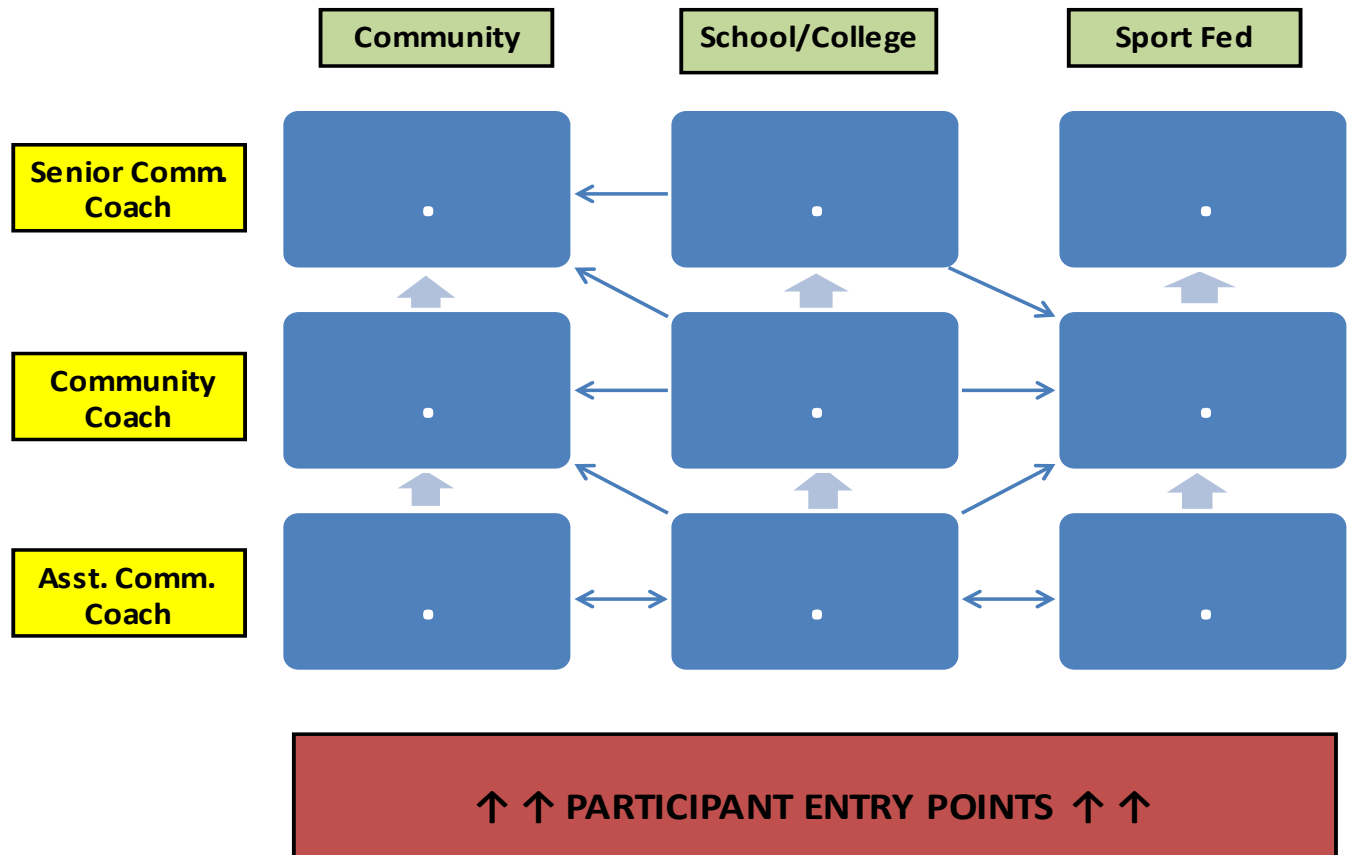 Community
School/College
Sport Fed
Senior Comm.
Coach
.
.
.
Community
Coach
.
.
.
Asst. Comm.
Coach
.
.
.
↑ ↑ PARTICIPANT ENTRY POINTS ↑ ↑